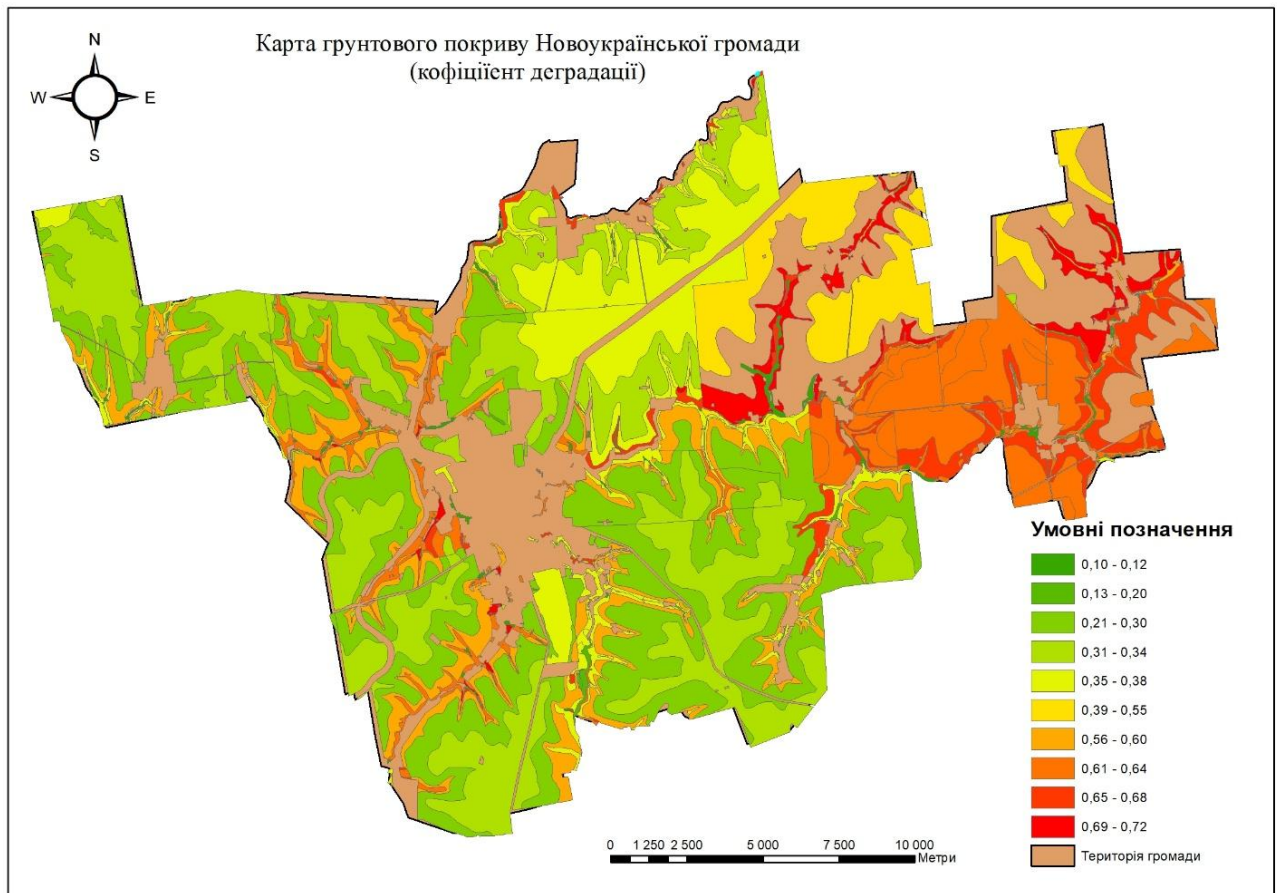 Карта грунтового покриву Новоукраїнської громади
(кофіцієнт деградації)
N
W E
S
Умовні позначення
0,10 - 0,12
0,13 - 0,20
0,21 - 0,30
0,31 - 0,34
0,35 - 0,38
0,39 - 0,55
0,56 - 0,60
0,61 - 0,64
0,65 - 0,68
0,69 - 0,72
Територія громади
0 1 250 2 500 5 000 7 500 10 000
Метри